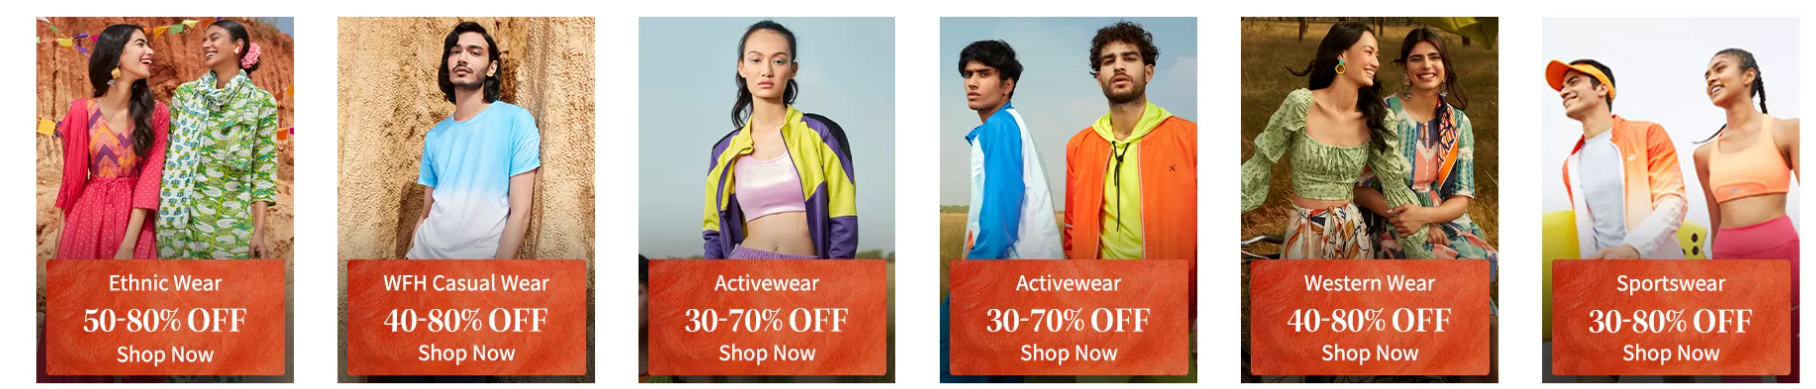 Ethnic Wear
50-80% OFF
Shop Now
WFH Casual Wear
40-80% OFF
Shop Now
Activewear
30-70% OFF
Shop Now
Activewear
30-70% OFF
Shop Now
Western Wear
40-80% OFF
Shop Now
Sportswear
30-80% OFF
Shop Now